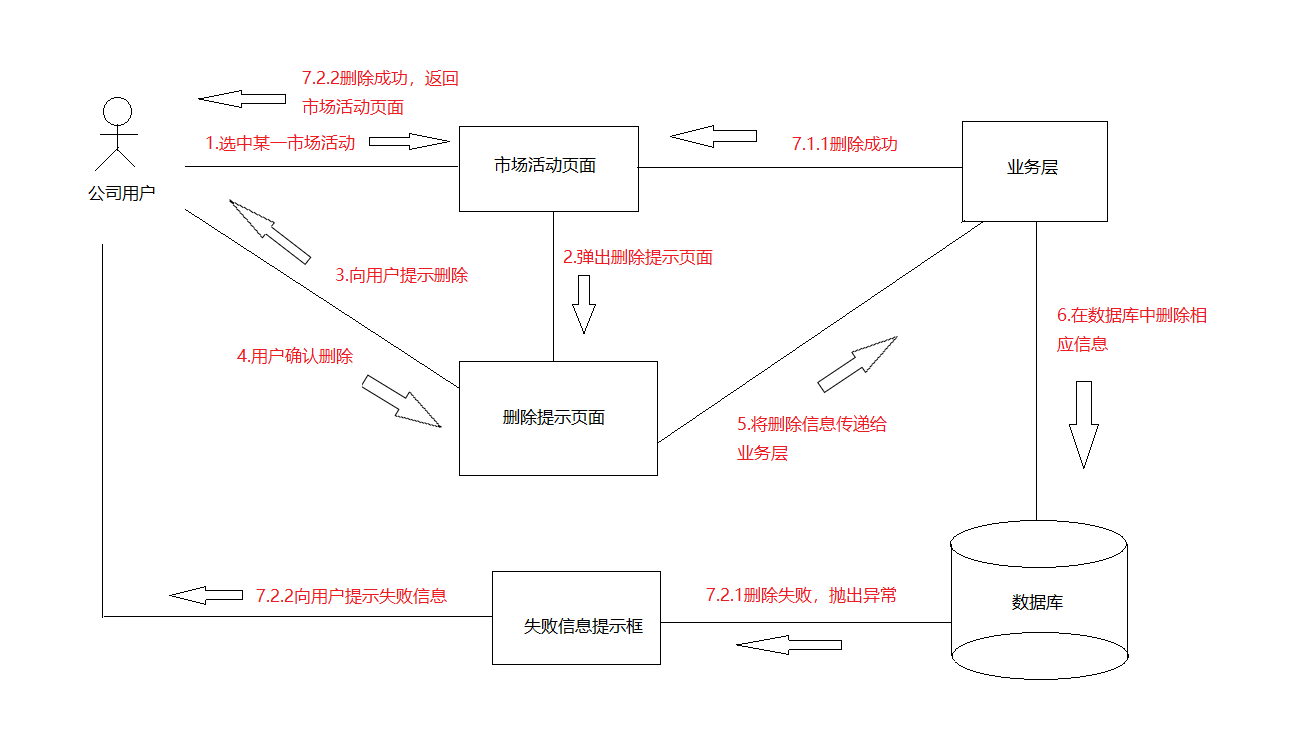 7.2.2删除成功，返回
市场活动页面
1.选中某一市场活动
7.1.1删除成功
市场活动页面
业务层
公司用户
2.弹出删除提示页面
3.向用户提示删除
6.在数据库中删除相
应信息
4.用户确认删除
删除提示页面
5.将删除信息传递给
业务层
7.2.2向用户提示失败信息
7.2.1删除失败，抛出异常
数据库
失败信息提示框